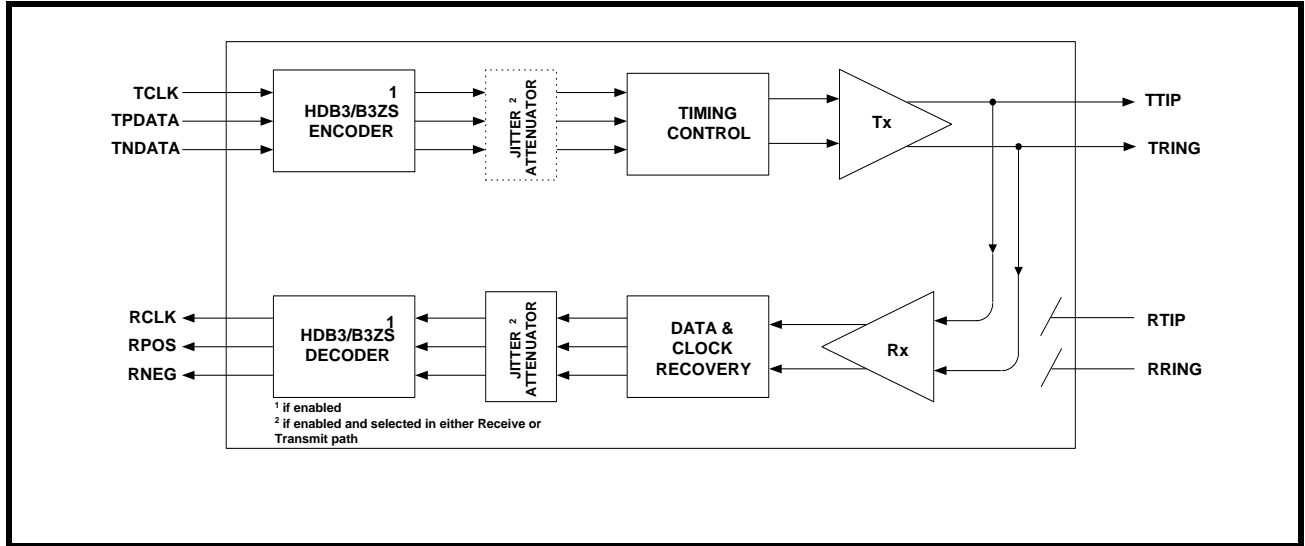 TCLK
TPDATA
TNDATA
1
HDB3/B3ZS
ENCODER
JITTER 2
ATTENUATOR
TIMING
CONTROL
Tx
TTIP
TRING
RCLK
RPOS
RNEG
1
HDB3/B3ZS
DECODER
JITTER 2
ATTENUATOR
DATA &
CLOCK
RECOVERY
Rx
RTIP
RRING
1 if enabled
2 if enabled and selected in either Receive or
Transmit path